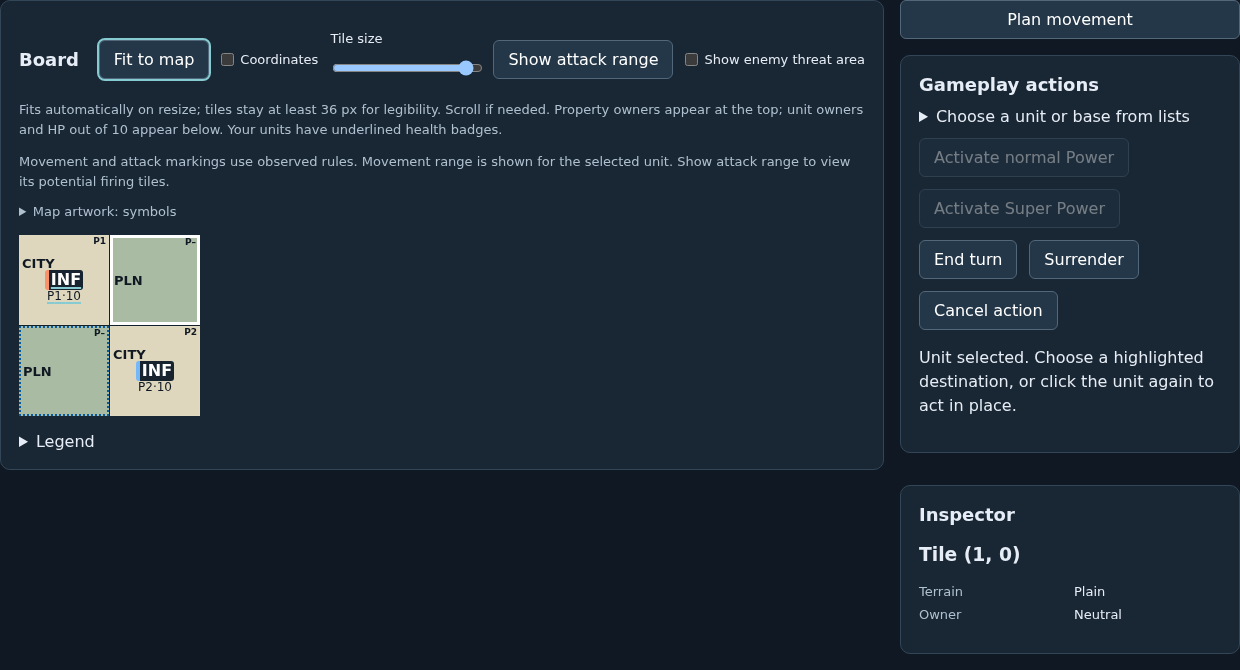 Board
Fit to map
Coordinates
Tile size
Show attack range
Show enemy threat area
Fits automatically on resize; tiles stay at least 36 px for legibility. Scroll if needed. Property owners appear at the top; unit owners
and HP out of 10 appear below. Your units have underlined health badges.
Movement and attack markings use observed rules. Movement range is shown for the selected unit. Show attack range to view
its potential firing tiles.
Map artwork: symbols
P1
CITY
INF
P1·10
P–
PLN
P–
PLN
P2
CITY
INF
P2·10
Legend
Plan movement
Gameplay actions
Choose a unit or base from lists
Activate normal Power
Activate Super Power
End turn
Surrender
Cancel action
Unit selected. Choose a highlighted
destination, or click the unit again to
act in place.
Inspector
Tile (1, 0)
Terrain Plain
Owner Neutral